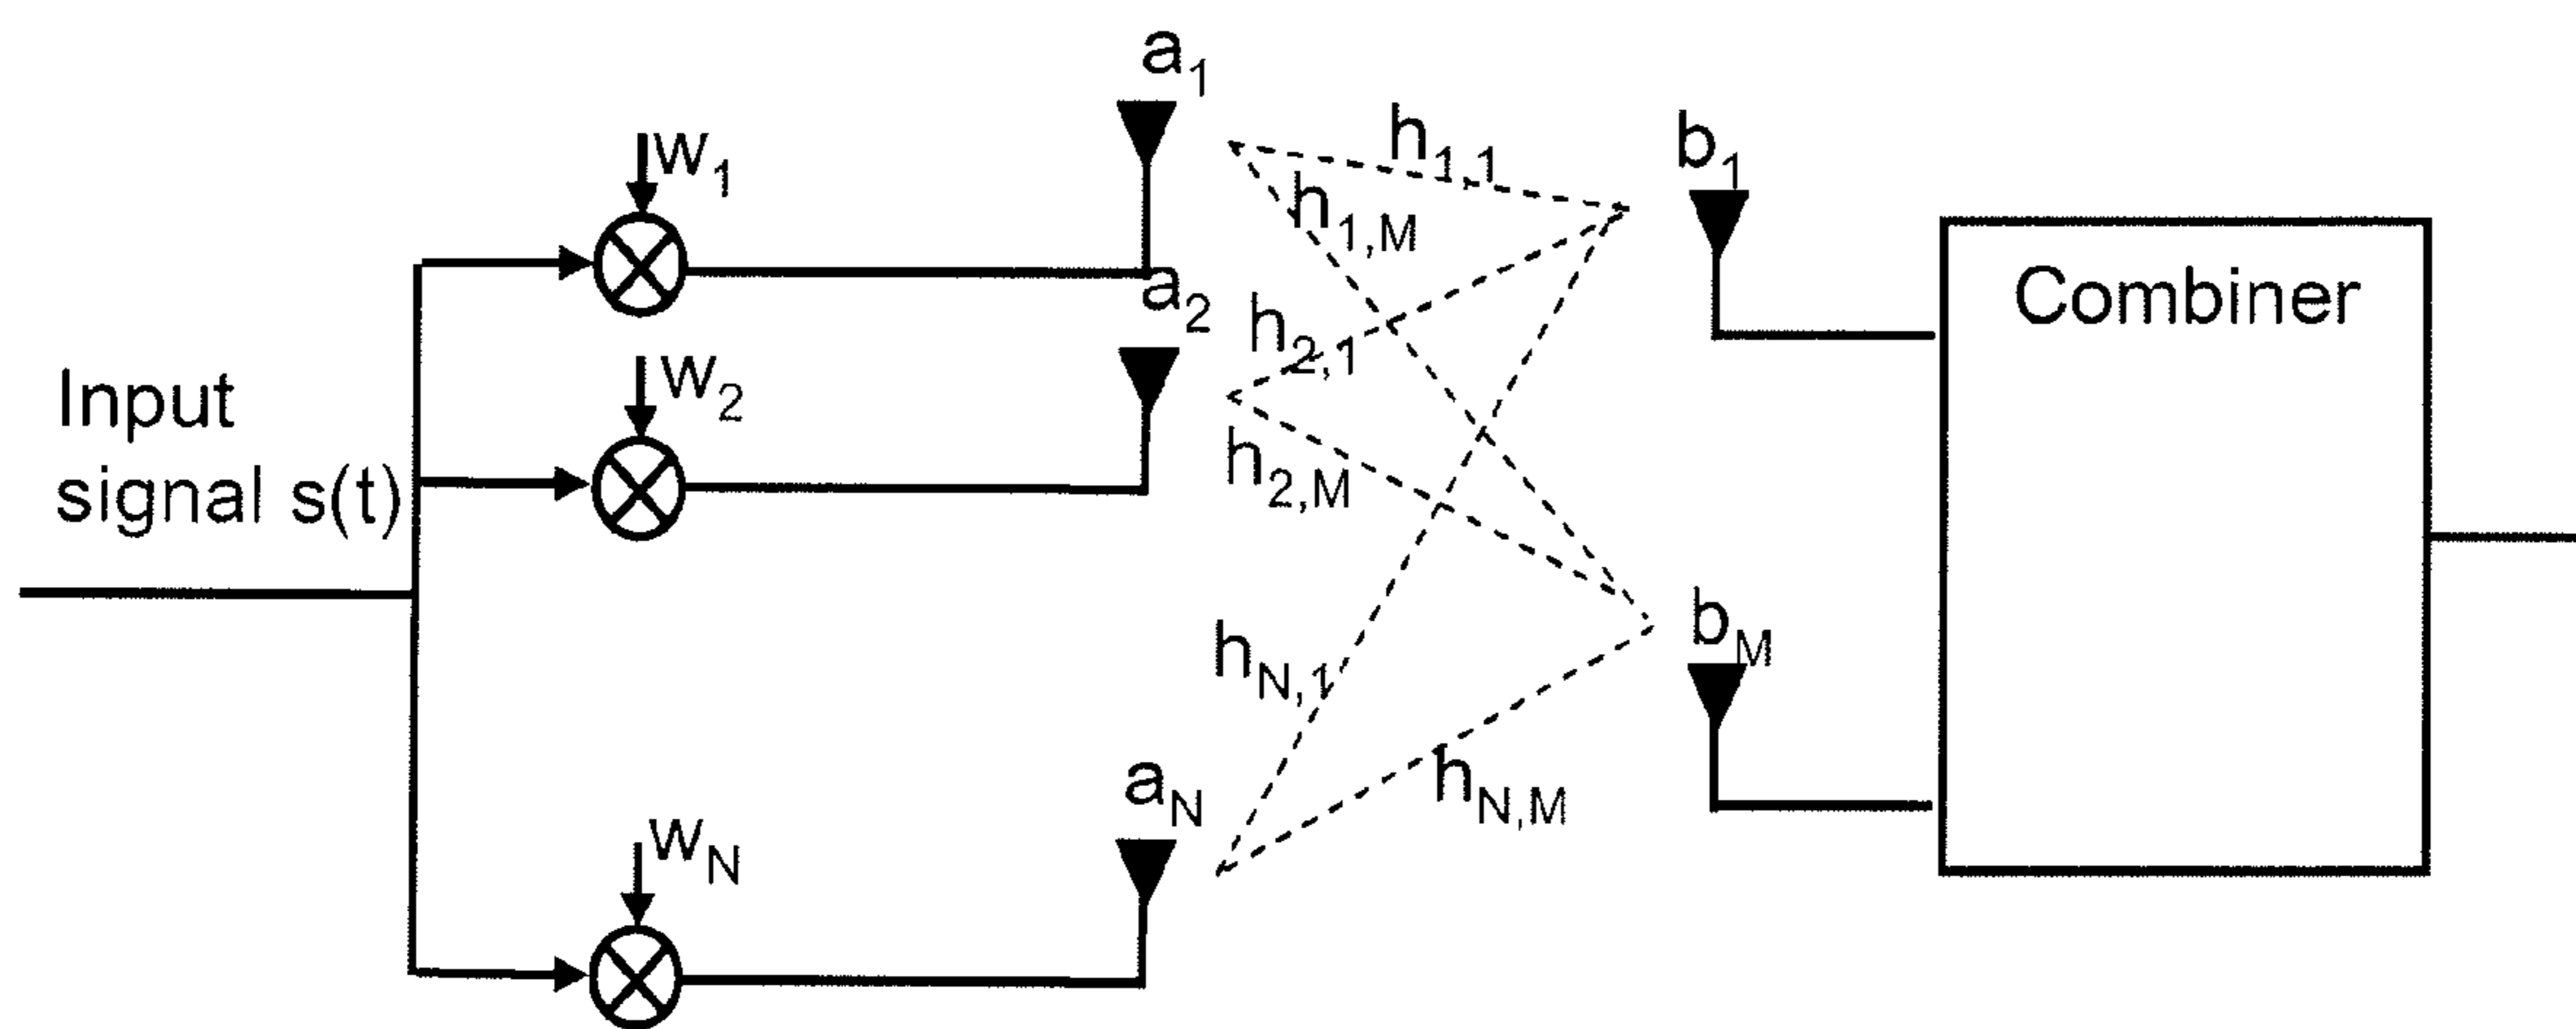 a1
w1
h1,1
b1
h1,M
Combiner
a2
h2,1
w2
Input
signal s(t)
h2,M
hN,1
bM
aN
hN,M
wN